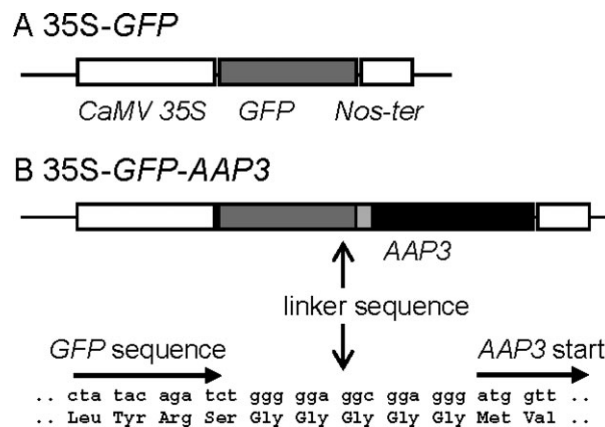 A 35S-GFP
CaMV 35S GFP Nos-ter
B 35S-GFP-AAP3
AAP3
linker sequence
GFP sequence AAP3 start
.. cta tac aga tct ggg gga ggc gga ggg atg gtt ..
.. Leu Tyr Arg Ser Gly Gly Gly Gly Gly Met Val ..